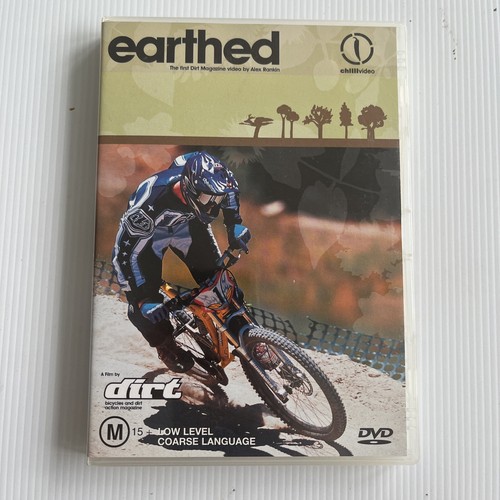 earthed
The first Dirt Magazine video by Alex Rankin
chillivideo
A Film by
dirt
bicycles and dirt
action magazine
M 15 + LOW LEVEL
COARSE LANGUAGE
DVD